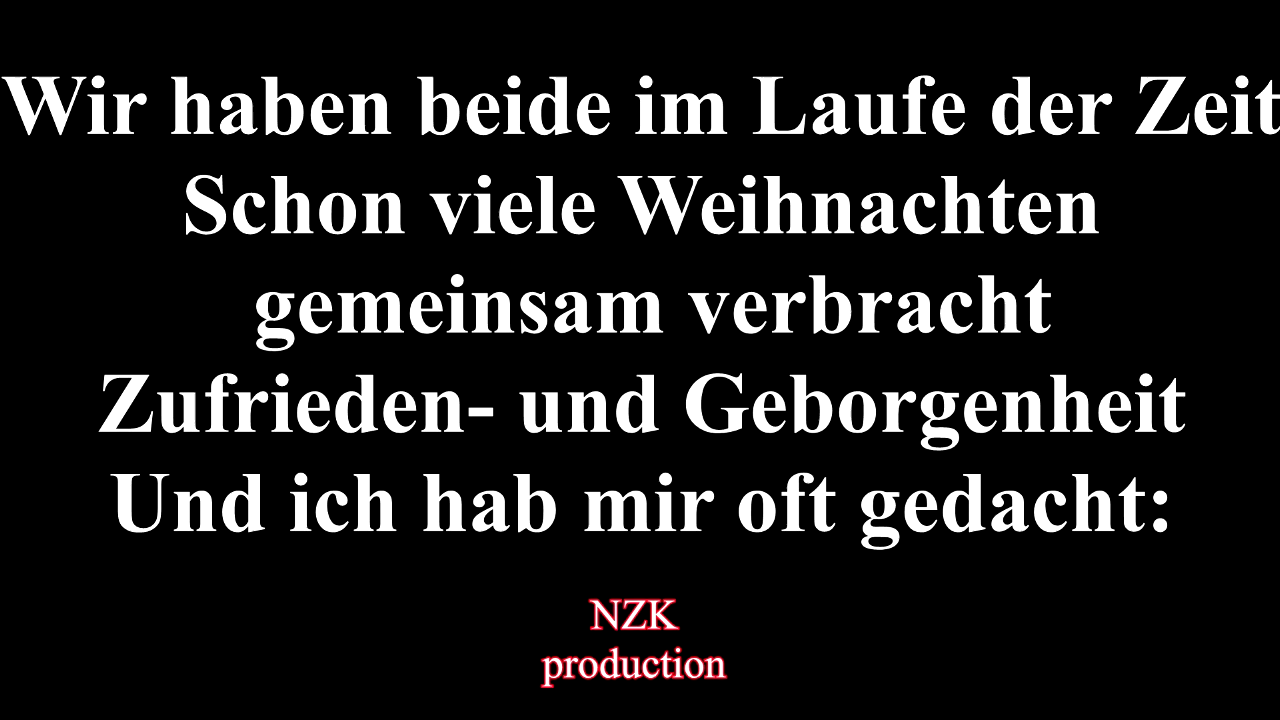 Wir haben beide im Laufe der Zeit
Schon viele Weihnachten
gemeinsam verbracht
Zufrieden- und Geborgenheit
Und ich hab mir oft gedacht:
NZK
production